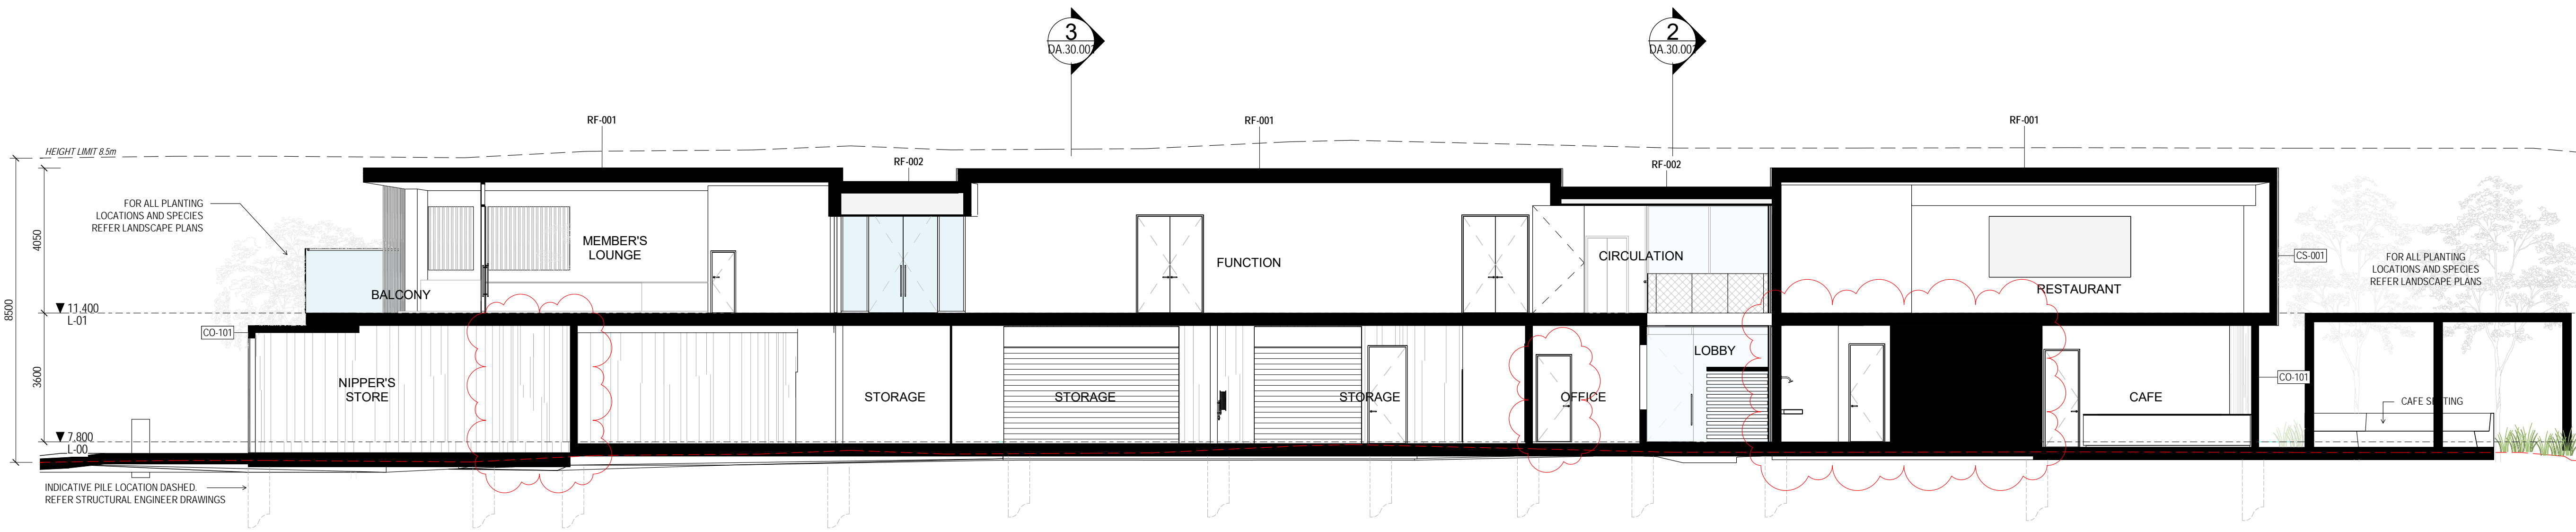 3
DA.30.002
2
DA.30.002
RF-001
RF-001
RF-001
HEIGHT LIMIT 8.5m
RF-002
RF-002
FOR ALL PLANTING
LOCATIONS AND SPECIES
REFER LANDSCAPE PLANS
4050
MEMBER'S
LOUNGE
FUNCTION
CIRCULATION
CS-001
FOR ALL PLANTING
LOCATIONS AND SPECIES
REFER LANDSCAPE PLANS
BALCONY
RESTAURANT
8500
11,400
L-01
CO-101
LOBBY
3600
NIPPER'S
STORE
STORAGE
STORAGE
STORAGE
OFFICE
CAFE
CO-101
CAFE SEATING
7,800
L-00
INDICATIVE PILE LOCATION DASHED.
REFER STRUCTURAL ENGINEER DRAWINGS